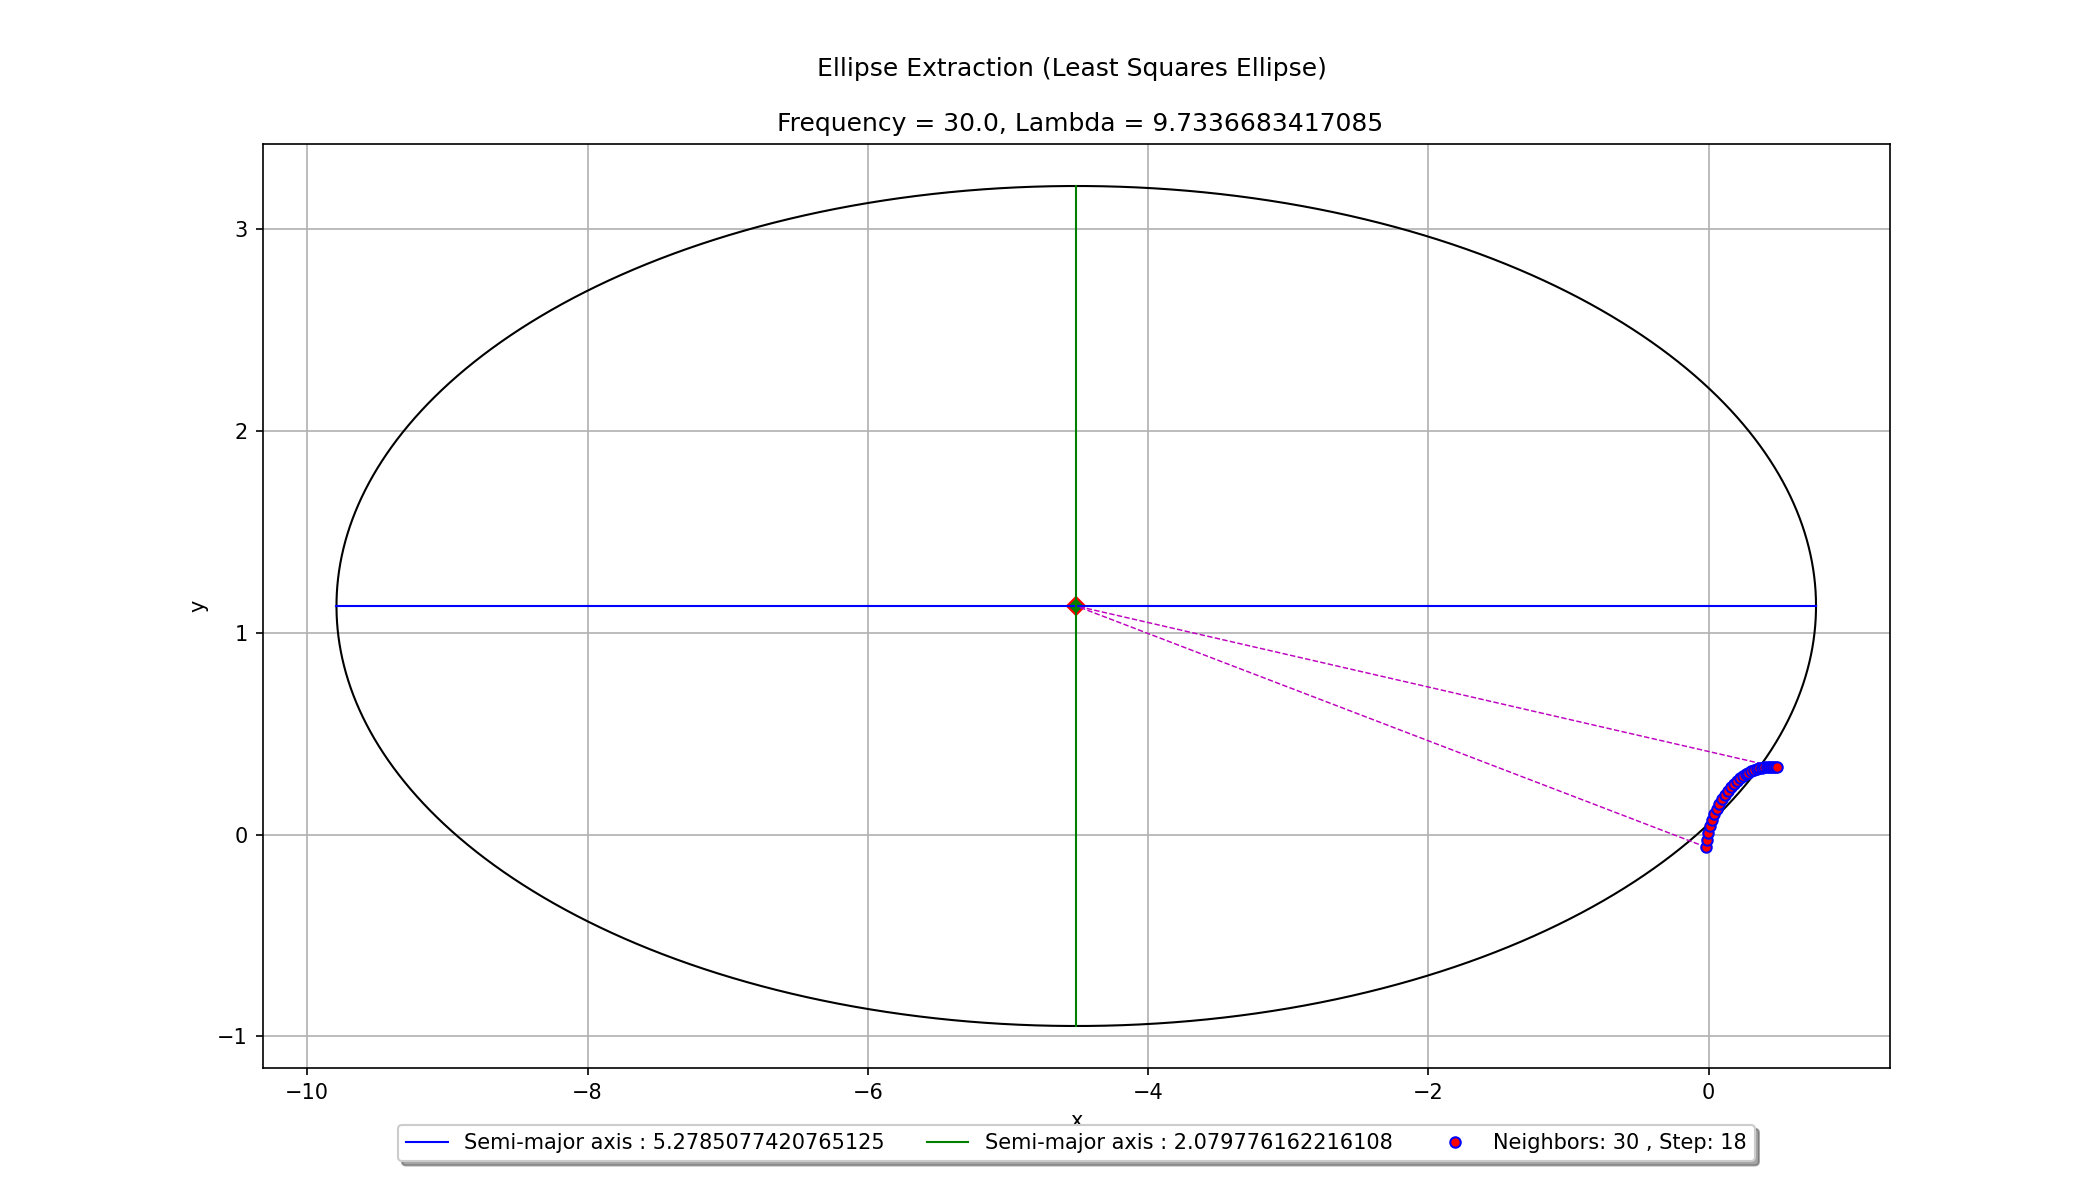 Ellipse Extraction (Least Squares Ellipse)
Frequency = 30.0, Lambda = 9.7336683417085
3
2
1
0
−1
y
−10 −8 −6 −4 −2 0
x
Semi-major axis : 5.2785077420765125 Semi-major axis : 2.079776162216108 Neighbors: 30 , Step: 18